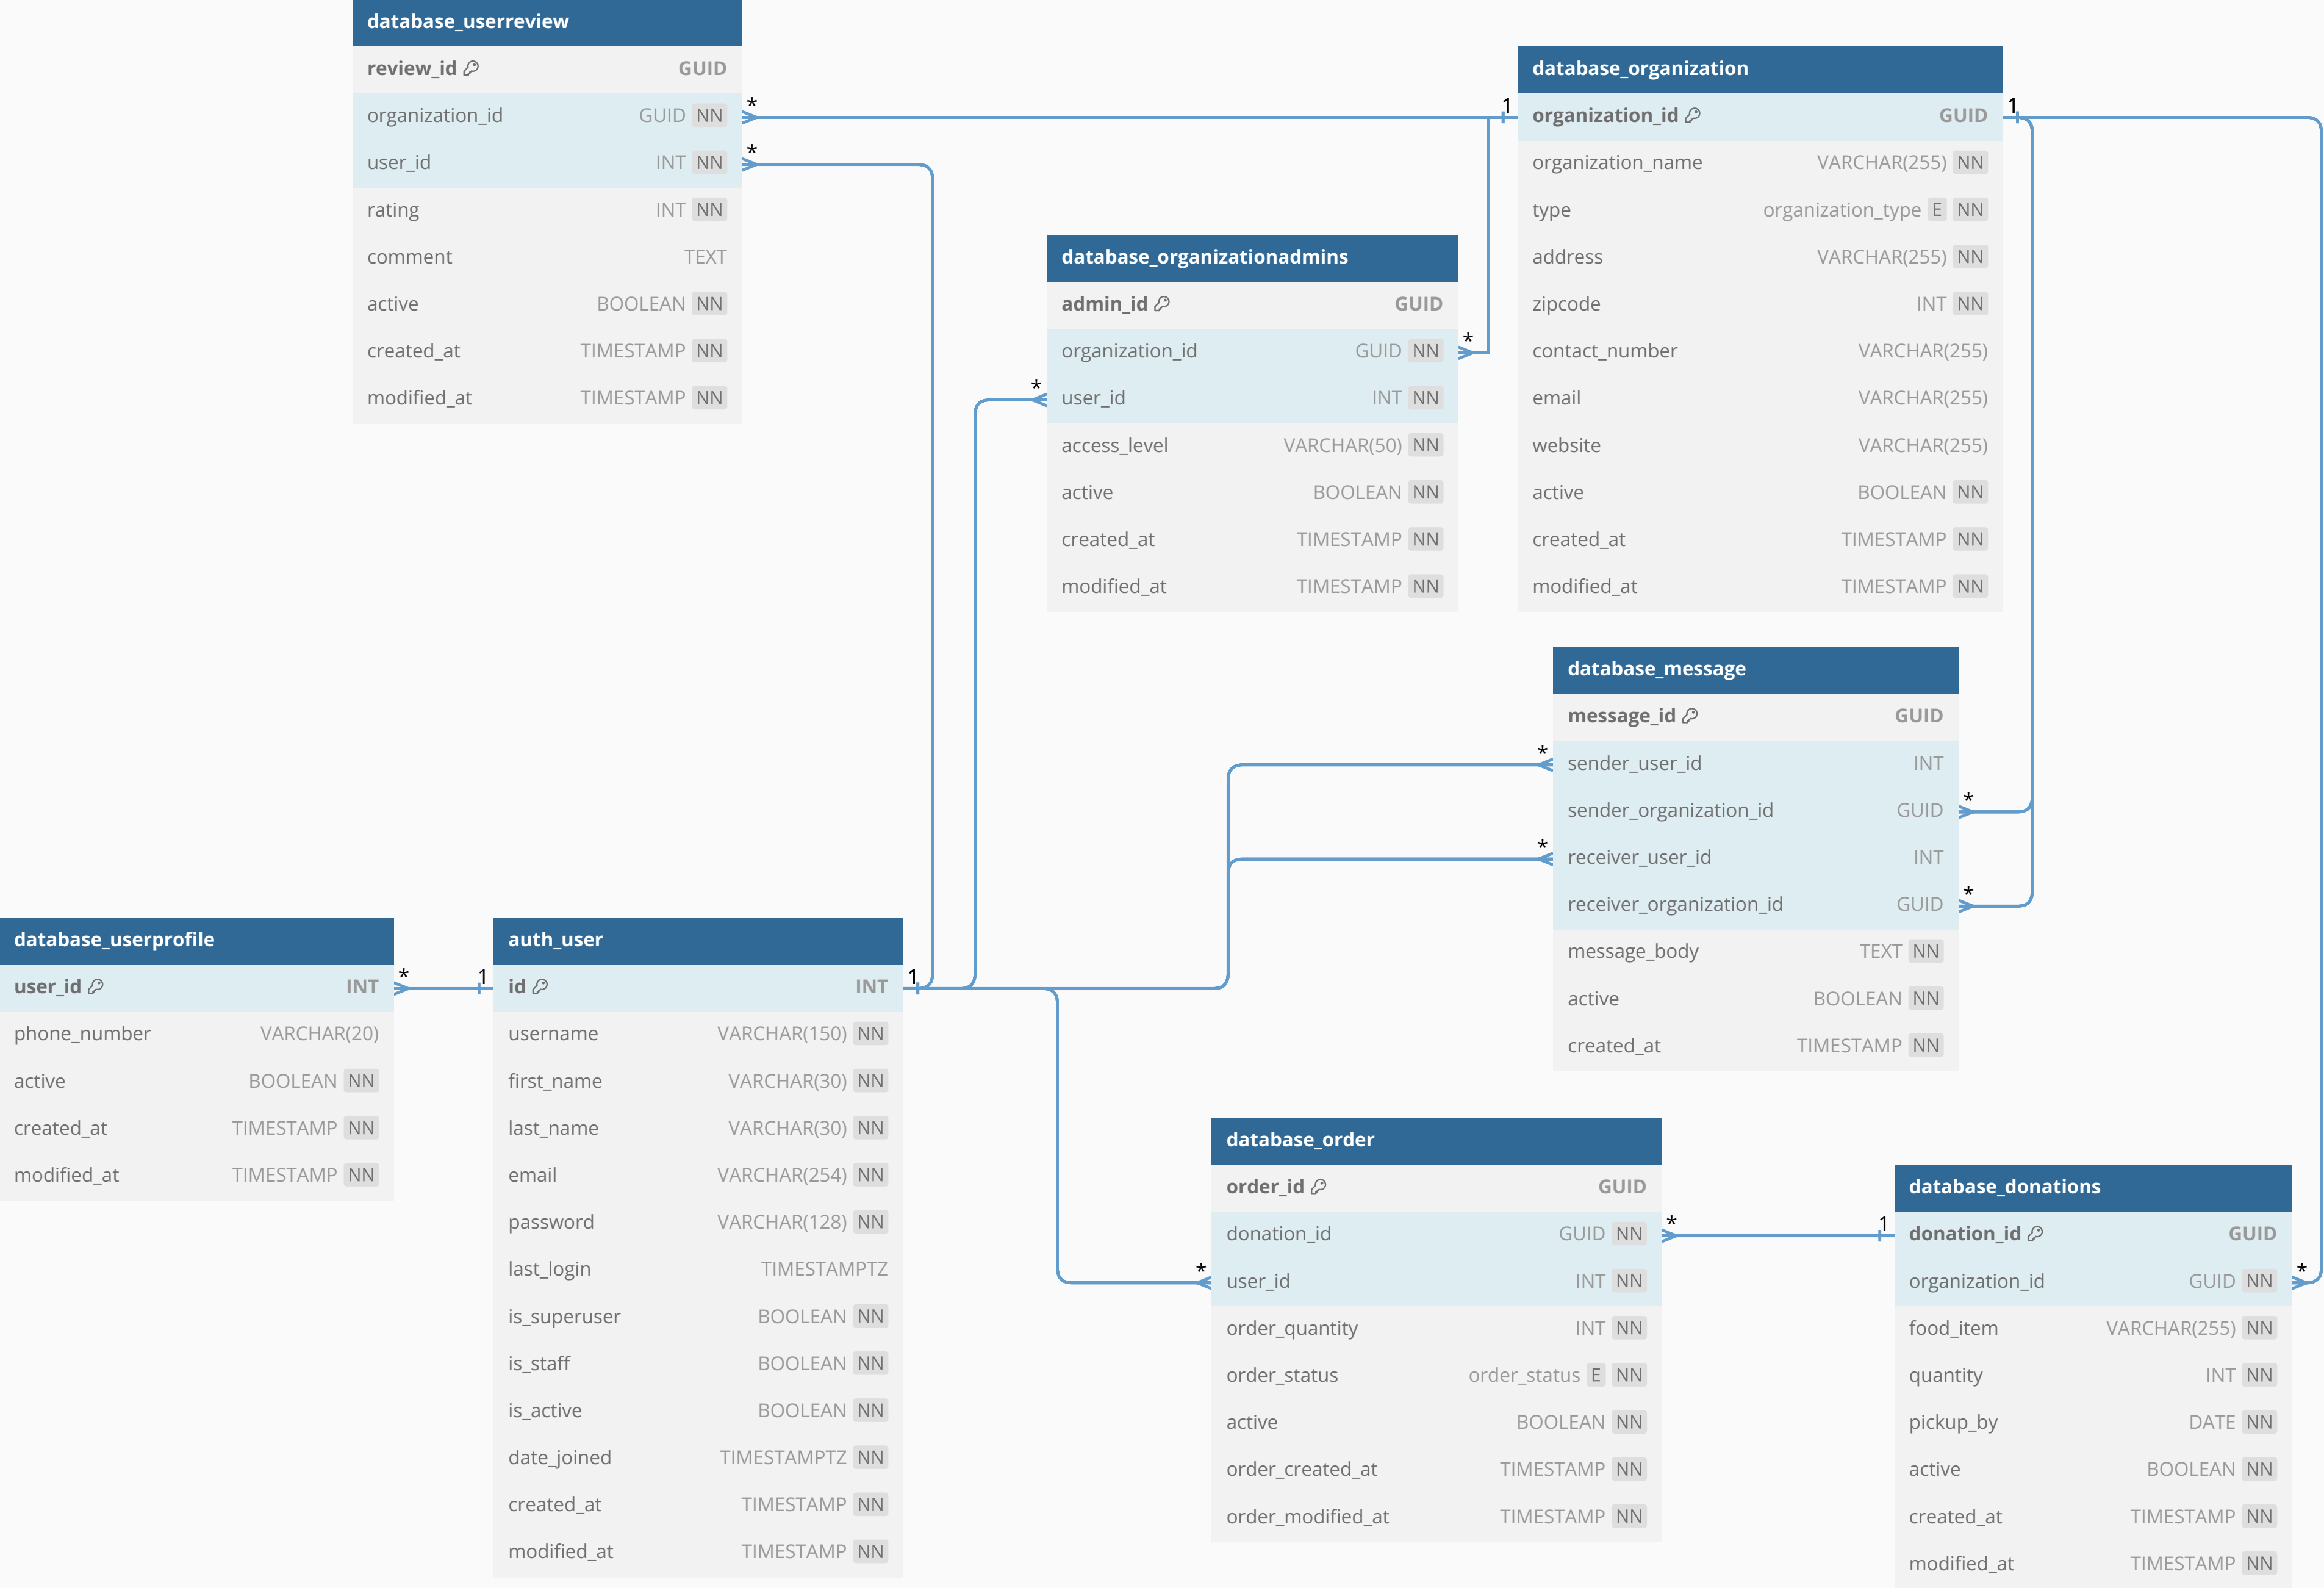 database_userreview
review_id GUID
organization_id GUID NN
user_id INT NN
rating INT NN
comment TEXT
active BOOLEAN NN
created_at TIMESTAMP NN
modified_at TIMESTAMP NN
* 1
*
database_organization
organization_id GUID
organization_name VARCHAR(255) NN
type organization_type E NN
address VARCHAR(255) NN
zipcode INT NN
contact_number VARCHAR(255)
email VARCHAR(255)
website VARCHAR(255)
active BOOLEAN NN
created_at TIMESTAMP NN
modified_at TIMESTAMP NN
1
database_organizationadmins
admin_id GUID
organization_id GUID NN
user_id INT NN
access_level VARCHAR(50) NN
active BOOLEAN NN
created_at TIMESTAMP NN
modified_at TIMESTAMP NN
*
*
database_message
message_id GUID
sender_user_id INT
sender_organization_id GUID
receiver_user_id INT
receiver_organization_id GUID
message_body TEXT NN
active BOOLEAN NN
created_at TIMESTAMP NN
*
*
*
*
database_userprofile
user_id INT
phone_number VARCHAR(20)
active BOOLEAN NN
created_at TIMESTAMP NN
modified_at TIMESTAMP NN
* 1
auth_user
id INT
username VARCHAR(150) NN
first_name VARCHAR(30) NN
last_name VARCHAR(30) NN
email VARCHAR(254) NN
password VARCHAR(128) NN
last_login TIMESTAMPTZ
is_superuser BOOLEAN NN
is_staff BOOLEAN NN
is_active BOOLEAN NN
date_joined TIMESTAMPTZ NN
created_at TIMESTAMP NN
modified_at TIMESTAMP NN
1
database_order
order_id GUID
donation_id GUID NN
user_id INT NN
order_quantity INT NN
order_status order_status E NN
active BOOLEAN NN
order_created_at TIMESTAMP NN
order_modified_at TIMESTAMP NN
*
* 1
database_donations
donation_id GUID
organization_id GUID NN
food_item VARCHAR(255) NN
quantity INT NN
pickup_by DATE NN
active BOOLEAN NN
created_at TIMESTAMP NN
modified_at TIMESTAMP NN
*